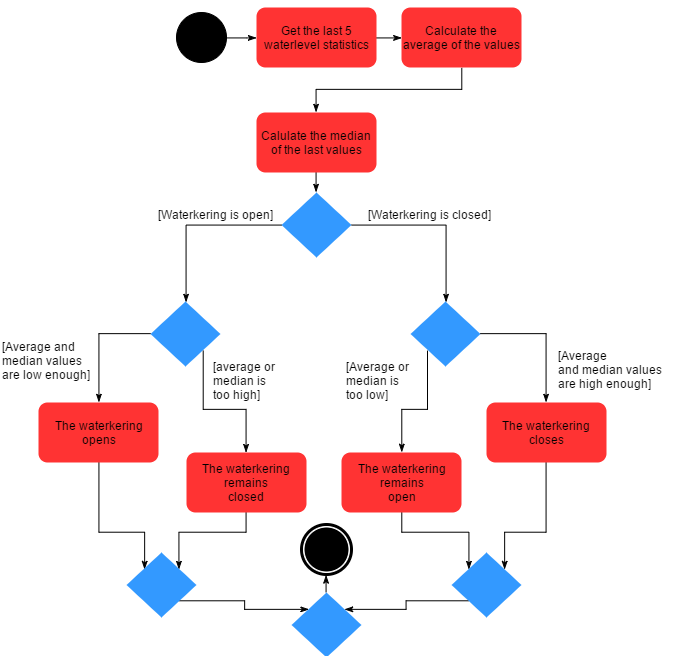 Get the last 5
waterlevel statistics
Calculate the
average of the values
Calulate the median
of the last values
[Waterkering is open]
[Waterkering is closed]
[Average and
median values
are low enough]
[average or
median is
too high]
[Average or
median is
too low]
[Average
and median values
are high enough]
The waterkering
opens
The waterkering
remains
closed
The waterkering
remains
open
The waterkering
closes